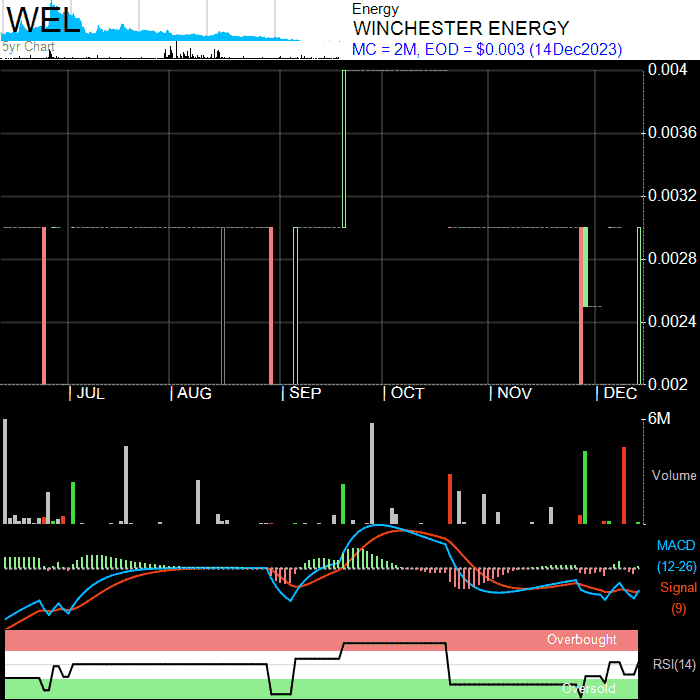 WEL
5yr Chart
Energy
WINCHESTER ENERGY
MC = 2M, EOD = $0.003 (14Dec2023)
0.004
0.0036
0.0032
0.0028
0.0024
0.002
JUL AUG SEP OCT NOV DEC
6M
Volume
MACD
(12-26)
Signal
(9)
Overbought
RSI(14)
Oversold